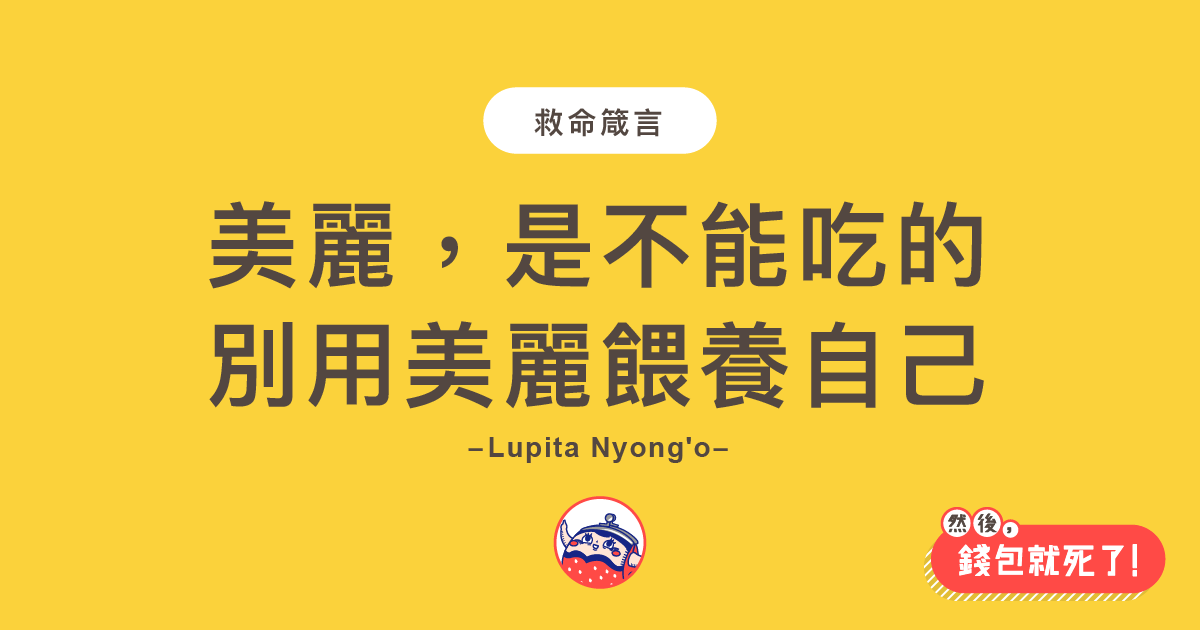 救命箴言
美麗，是不能吃的
別用美麗餵養自己
–Lupita Nyong'o–
然後，
錢包就死了!